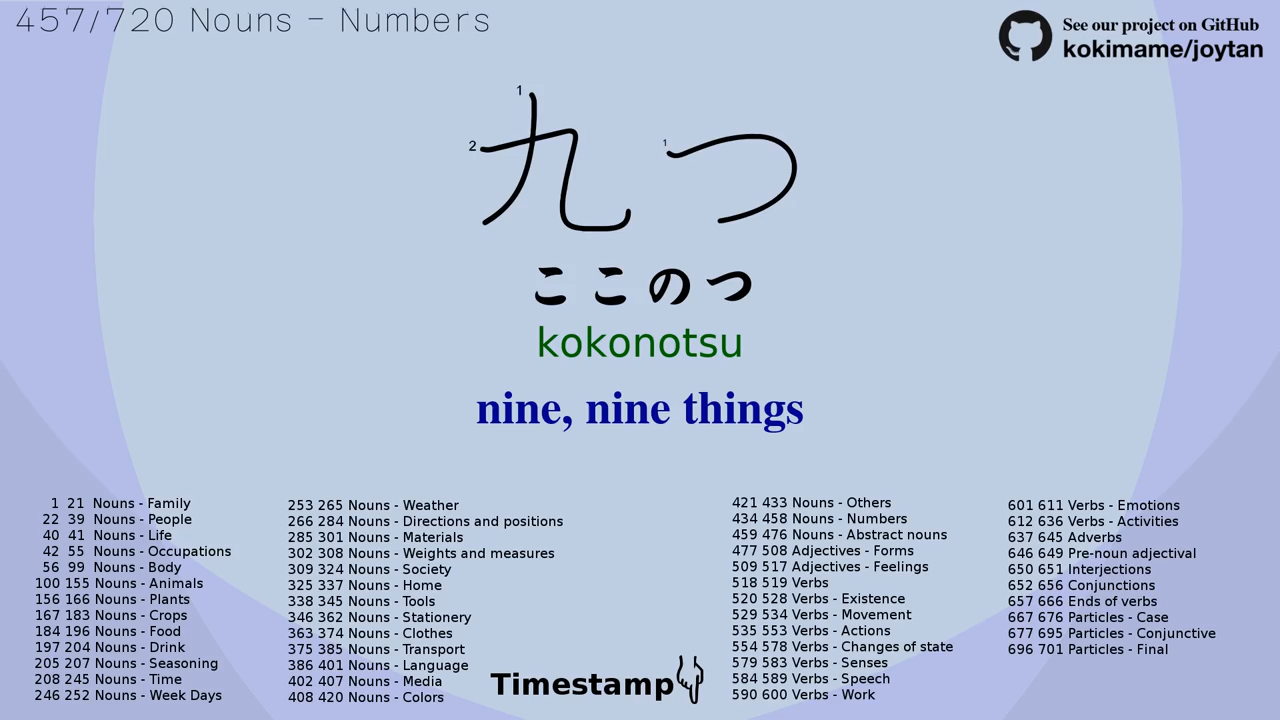 457/720 Nouns - Numbers
See our project on GitHub
kokimame/joytan
1
2
1
九つ
ここのつ
kokonotsu
nine, nine things
1 21 Nouns - Family
22 39 Nouns - People
40 41 Nouns - Life
42 55 Nouns - Occupations
56 99 Nouns - Body
100 155 Nouns - Animals
156 166 Nouns - Plants
167 183 Nouns - Crops
184 196 Nouns - Food
197 204 Nouns - Drink
205 207 Nouns - Seasoning
208 245 Nouns - Time
246 252 Nouns - Week Days
253 265 Nouns - Weather
266 284 Nouns - Directions and positions
285 301 Nouns - Materials
302 308 Nouns - Weights and measures
309 324 Nouns - Society
325 337 Nouns - Home
338 345 Nouns - Tools
346 362 Nouns - Stationery
363 374 Nouns - Clothes
375 385 Nouns - Transport
386 401 Nouns - Language
402 407 Nouns - Media
408 420 Nouns - Colors
Timestamp
421 433 Nouns - Others
434 458 Nouns - Numbers
459 476 Nouns - Abstract nouns
477 508 Adjectives - Forms
509 517 Adjectives - Feelings
518 519 Verbs
520 528 Verbs - Existence
529 534 Verbs - Movement
535 553 Verbs - Actions
554 578 Verbs - Changes of state
579 583 Verbs - Senses
584 589 Verbs - Speech
590 600 Verbs - Work
601 611 Verbs - Emotions
612 636 Verbs - Activities
637 645 Adverbs
646 649 Pre-noun adjectival
650 651 Interjections
652 656 Conjunctions
657 666 Ends of verbs
667 676 Particles - Case
677 695 Particles - Conjunctive
696 701 Particles - Final